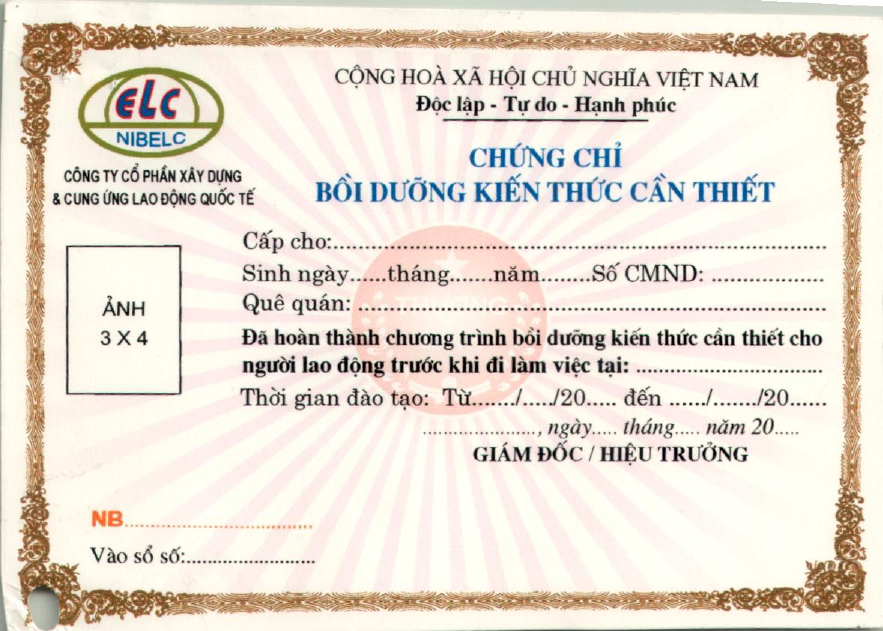 ELC
NIBELC
CÔNG TY CỔ PHẦN XÂY DỰNG
& CUNG ỨNG LAO ĐỘNG QUỐC TẾ
CỘNG HOÀ XÃ HỘI CHỦ NGHĨA VIỆT NAM
Độc lập - Tự do - Hạnh phúc
CHỨNG CHỈ
BỒI DƯỠNG KIẾN THỨC CẦN THIẾT
ẢNH
3 X 4
Cấp cho:..........................................................................
Sinh ngày......tháng.......năm........Số CMND: .................
Quê quán: ......................................................................
THƯƠNG
Đã hoàn thành chương trình bồi dưỡng kiến thức cần thiết cho
người lao động trước khi đi làm việc tại: ..............................
Thời gian đào tạo: Từ......./...../20..... đến ....../......./20......
....................., ngày..... tháng..... năm 20.....
GIÁM ĐỐC / HIỆU TRƯỞNG
NB..............................
Vào sổ số:.........................